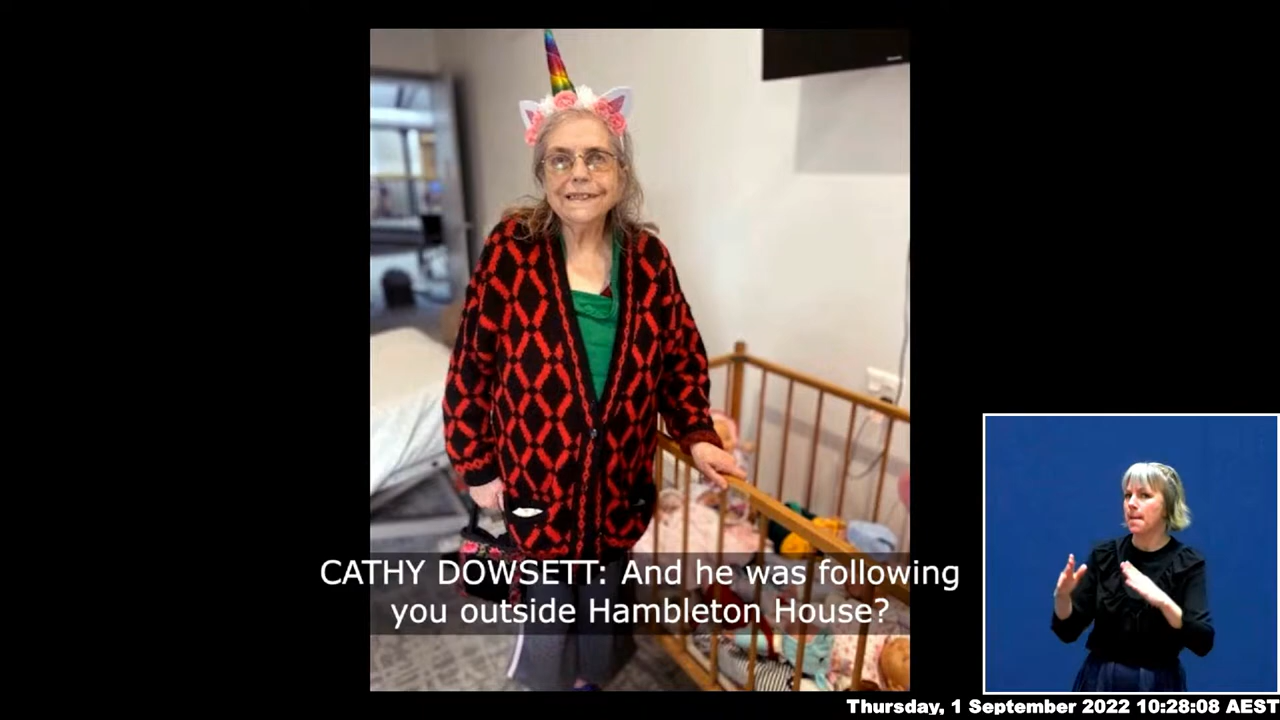 CATHY DOWSETT: And he was following
you outside Hambleton House?
Thursday, 1 September 2022 10:28:08 AEST